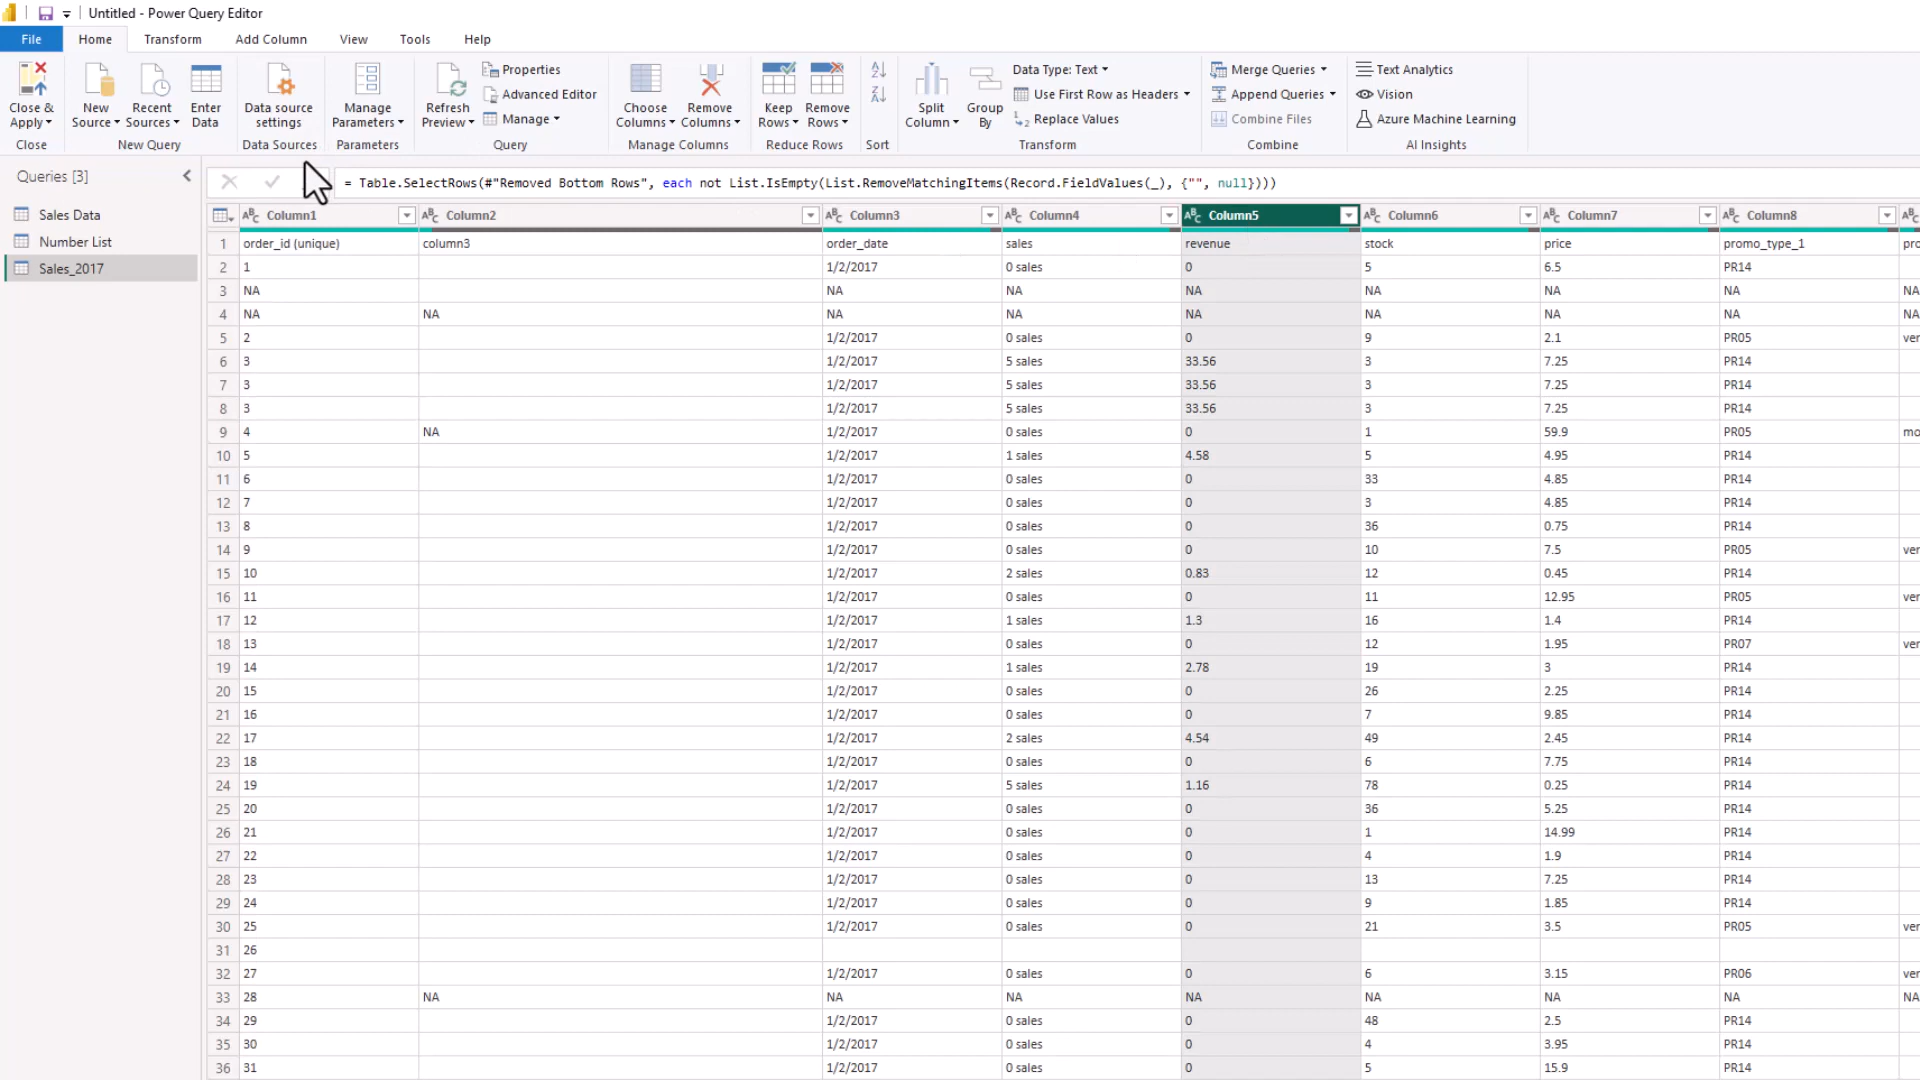 Untitled - Power Query Editor
File Home Transform Add Column View Tools Help
Close & Apply New Source Recent Sources Enter Data Data source settings Manage Parameters Refresh Preview Properties Advanced Editor Manage Choose Columns Remove Columns Keep Rows Remove Rows Split Column Group By Data Type: Text Use First Row as Headers Replace Values Merge Queries Append Queries Combine Files Text Analytics Vision Azure Machine Learning
Close New Query Data Sources Parameters Query Manage Columns Reduce Rows Sort Transform Combine AI Insights
Queries [3]
Sales Data
Number List
Sales_2017
= Table.SelectRows(#"Removed Bottom Rows", each not List.IsEmpty(List.RemoveMatchingItems(Record.FieldValues(_), {"", null})))
Column1 Column2 Column3 Column4 Column5 Column6 Column7 Column8
1 order_id (unique) column3 order_date sales revenue stock price promo_type_1
2 1 1/2/2017 0 sales 0 5 6.5 PR14
3 NA NA NA NA NA NA NA NA
4 NA NA NA NA NA NA NA NA NA
5 2 1/2/2017 0 sales 0 9 2.1 PR05
6 3 1/2/2017 5 sales 33.56 3 7.25 PR14
7 3 1/2/2017 5 sales 33.56 3 7.25 PR14
8 3 1/2/2017 5 sales 33.56 3 7.25 PR14
9 4 NA 1/2/2017 0 sales 0 1 59.9 PR05
10 5 1/2/2017 1 sales 4.58 5 4.95 PR14
11 6 1/2/2017 0 sales 0 33 4.85 PR14
12 7 1/2/2017 0 sales 0 3 4.85 PR14
13 8 1/2/2017 0 sales 0 36 0.75 PR14
14 9 1/2/2017 0 sales 0 10 7.5 PR05
15 10 1/2/2017 2 sales 0.83 12 0.45 PR14
16 11 1/2/2017 0 sales 0 11 12.95 PR05
17 12 1/2/2017 1 sales 1.3 16 1.4 PR14
18 13 1/2/2017 0 sales 0 12 1.95 PR07
19 14 1/2/2017 1 sales 2.78 19 3 PR14
20 15 1/2/2017 0 sales 0 26 2.25 PR14
21 16 1/2/2017 0 sales 0 7 9.85 PR14
22 17 1/2/2017 2 sales 4.54 49 2.45 PR14
23 18 1/2/2017 0 sales 0 6 7.75 PR14
24 19 1/2/2017 5 sales 1.16 78 0.25 PR14
25 20 1/2/2017 0 sales 0 36 5.25 PR14
26 21 1/2/2017 0 sales 0 1 14.99 PR14
27 22 1/2/2017 0 sales 0 4 1.9 PR14
28 23 1/2/2017 0 sales 0 13 7.25 PR14
29 24 1/2/2017 0 sales 0 9 1.85 PR14
30 25 1/2/2017 0 sales 0 21 3.5 PR05
31 26
32 27 1/2/2017 0 sales 0 6 3.15 PR06
33 28 NA NA NA NA NA NA NA NA
34 29 1/2/2017 0 sales 0 48 2.5 PR14
35 30 1/2/2017 0 sales 0 4 3.95 PR14
36 31 1/2/2017 0 sales 0 5 15.9 PR14